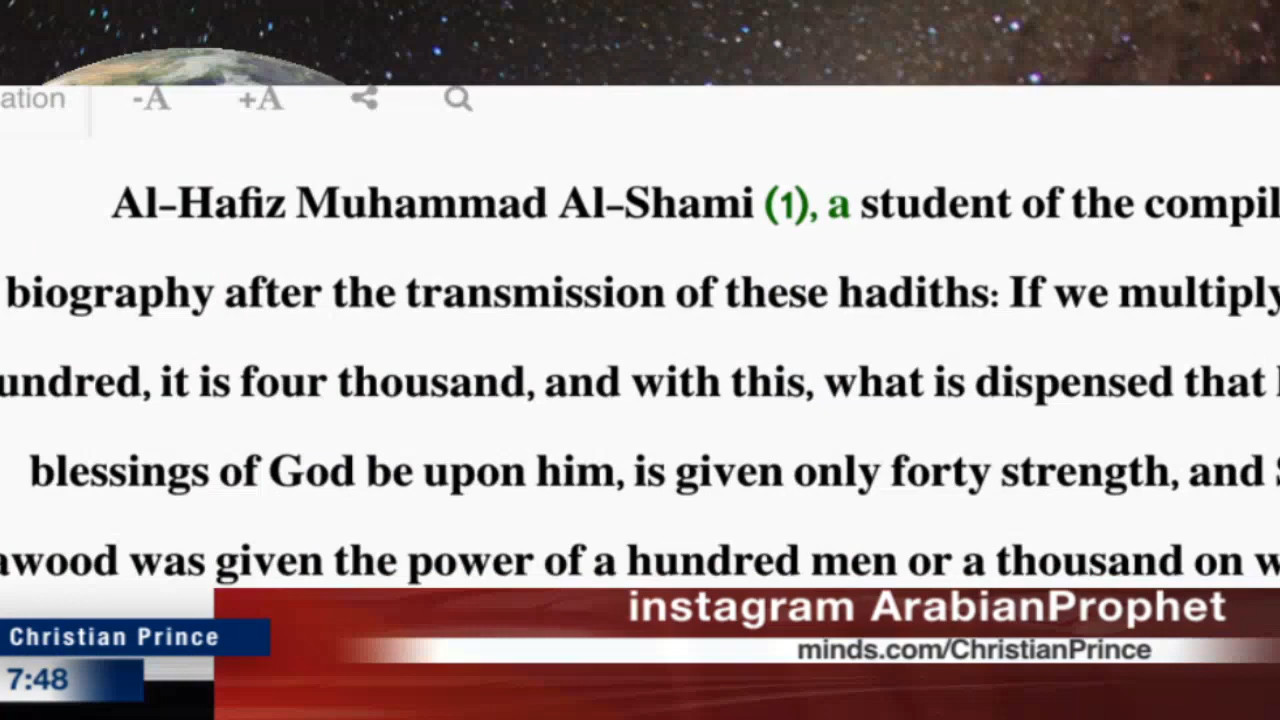 ation -A +A
Al-Hafiz Muhammad Al-Shami (1), a student of the compil
biography after the transmission of these hadiths: If we multiply
undred, it is four thousand, and with this, what is dispensed that
blessings of God be upon him, is given only forty strength, and
awood was given the power of a hundred men or a thousand on w
instagram ArabianProphet
Christian Prince
minds.com/ChristianPrince
7:48